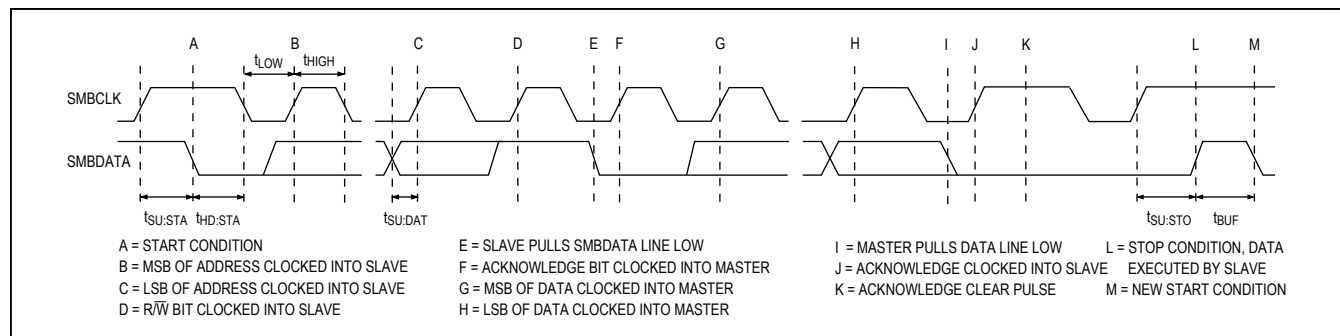 A B C D E F G H I J K L M
tLOW tHIGH
SMBCLK
SMBDATA
tSU:STA tHD:STA tSU:DAT tSU:STO tBUF
A = START CONDITION
B = MSB OF ADDRESS CLOCKED INTO SLAVE
C = LSB OF ADDRESS CLOCKED INTO SLAVE
D = R/W̅ BIT CLOCKED INTO SLAVE
E = SLAVE PULLS SMBDATA LINE LOW
F = ACKNOWLEDGE BIT CLOCKED INTO MASTER
G = MSB OF DATA CLOCKED INTO MASTER
H = LSB OF DATA CLOCKED INTO MASTER
I = MASTER PULLS DATA LINE LOW
J = ACKNOWLEDGE CLOCKED INTO SLAVE
K = ACKNOWLEDGE CLEAR PULSE
L = STOP CONDITION, DATA
EXECUTED BY SLAVE
M = NEW START CONDITION